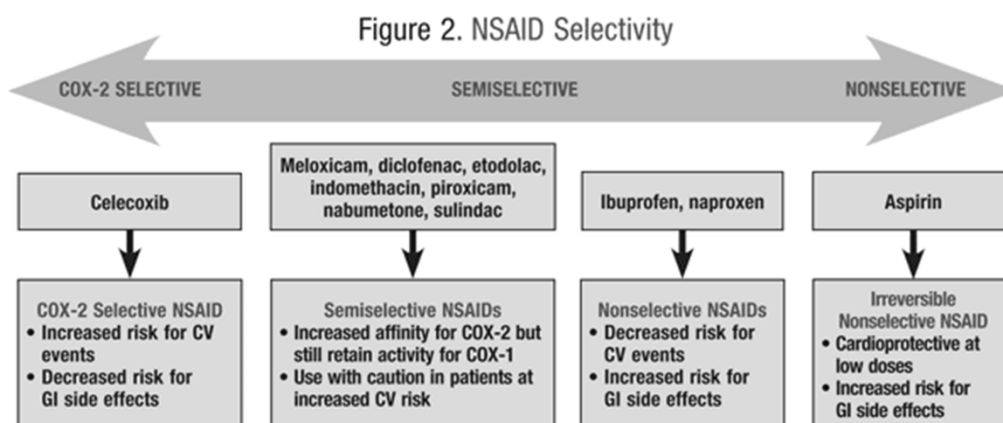 Figure 2. NSAID Selectivity
COX-2 SELECTIVE
SEMISELECTIVE
NONSELECTIVE
Celecoxib
Meloxicam, diclofenac, etodolac,
indomethacin, piroxicam,
nabumetone, sulindac
Ibuprofen, naproxen
Aspirin
COX-2 Selective NSAID
• Increased risk for CV
events
• Decreased risk for
GI side effects
Semiselective NSAIDs
• Increased affinity for COX-2 but
still retain activity for COX-1
• Use with caution in patients at
increased CV risk
Nonselective NSAIDs
• Decreased risk for
CV events
• Increased risk for
GI side effects
Irreversible
Nonselective NSAID
• Cardioprotective at
low doses
• Increased risk for
GI side effects